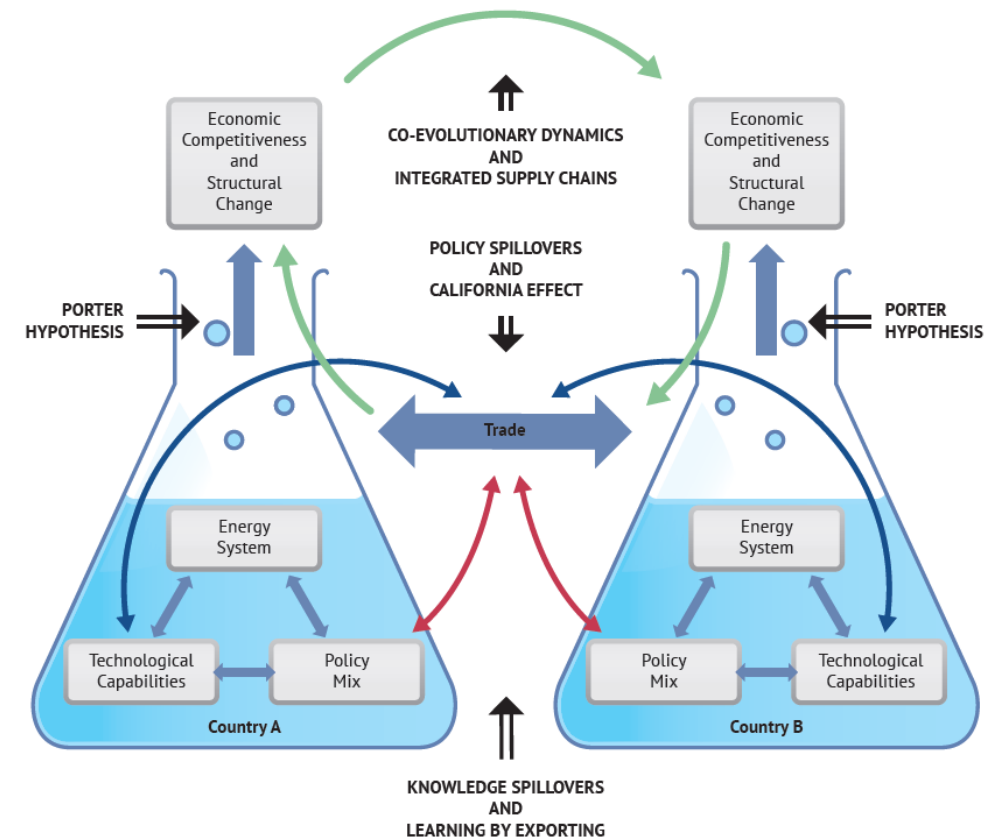 Economic
Competitiveness
and
Structural
Change
CO-EVOLUTIONARY DYNAMICS
AND
INTEGRATED SUPPLY CHAINS
Economic
Competitiveness
and
Structural
Change
POLICY SPILLOVERS
AND
CALIFORNIA EFFECT
PORTER
HYPOTHESIS
PORTER
HYPOTHESIS
Trade
Energy
System
Technological
Capabilities
Policy
Mix
Country A
Energy
System
Policy
Mix
Technological
Capabilities
Country B
KNOWLEDGE SPILLOVERS
AND
LEARNING BY EXPORTING